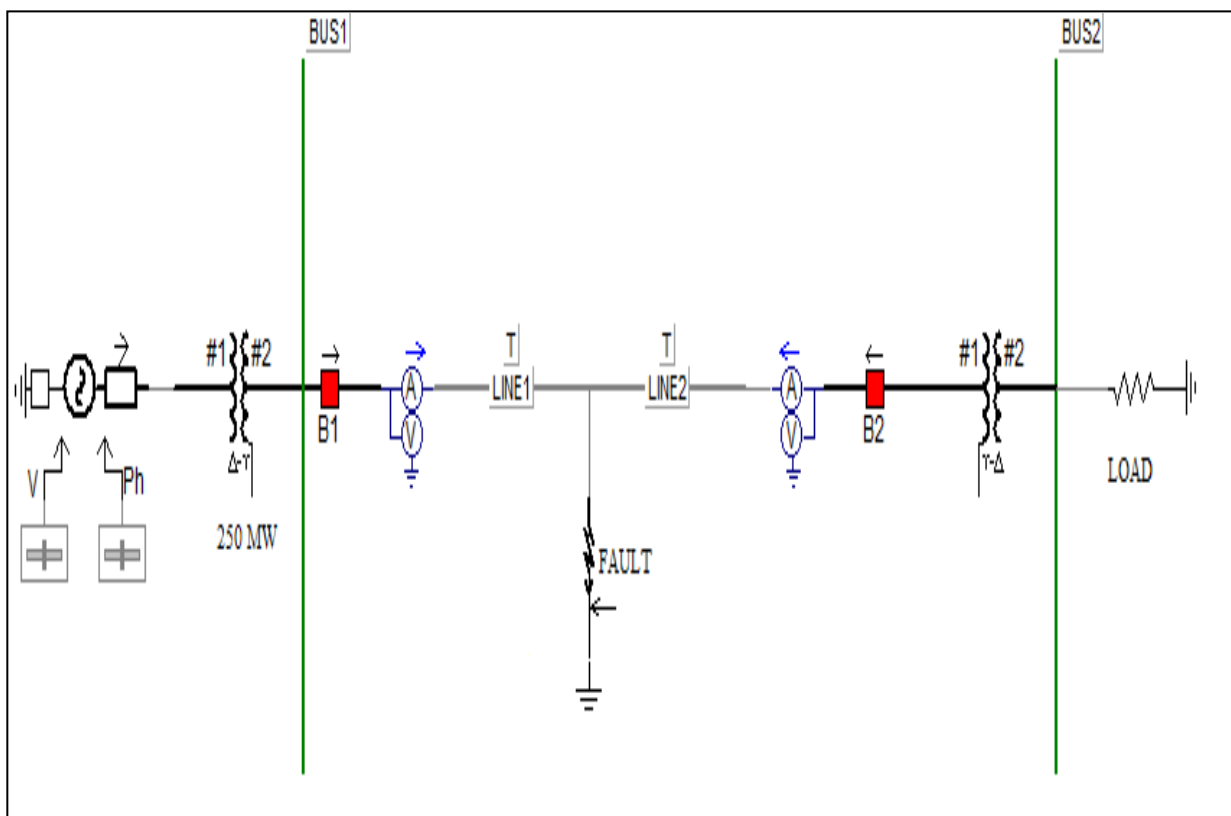 BUS1
BUS2
#1
#2
Δ-Y
250 MW
V
Ph
B1
A
V
T
LINE1
T
LINE2
A
V
B2
#1
#2
Y-Δ
LOAD
FAULT